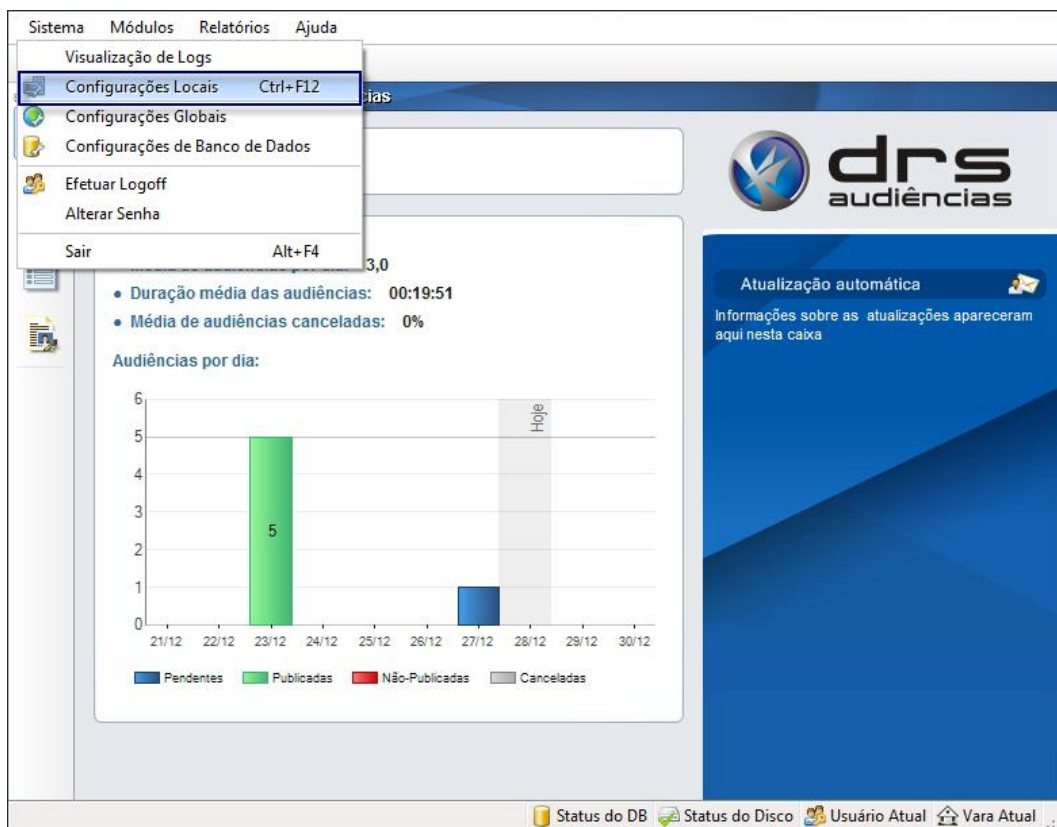 Sistema Módulos Relatórios Ajuda
Visualização de Logs
Configurações Locais Ctrl+F12
Configurações Globais
Configurações de Banco de Dados
Efetuar Logoff
Alterar Senha
Sair Alt+F4
3,0
• Duração média das audiências: 00:19:51
• Média de audiências canceladas: 0%
Audiências por dia:
6
5
4
3
2
1
0
5
Hoje
21/12 22/12 23/12 24/12 25/12 26/12 27/12 28/12 29/12 30/12
Pendentes Publicadas Não-Publicadas Canceladas
drs
audiências
Atualização automática
Informações sobre as atualizações apareceram
aqui nesta caixa
Status do DB Status do Disco Usuário Atual Vara Atual